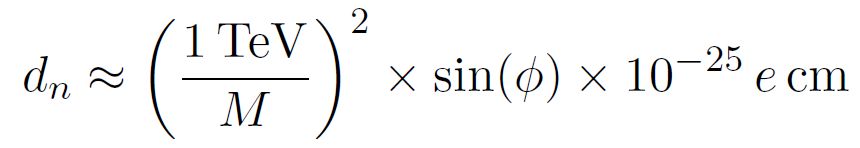 d_n ≈ (1 TeV / M)^2 × sin(ϕ) × 10^{−25} e cm